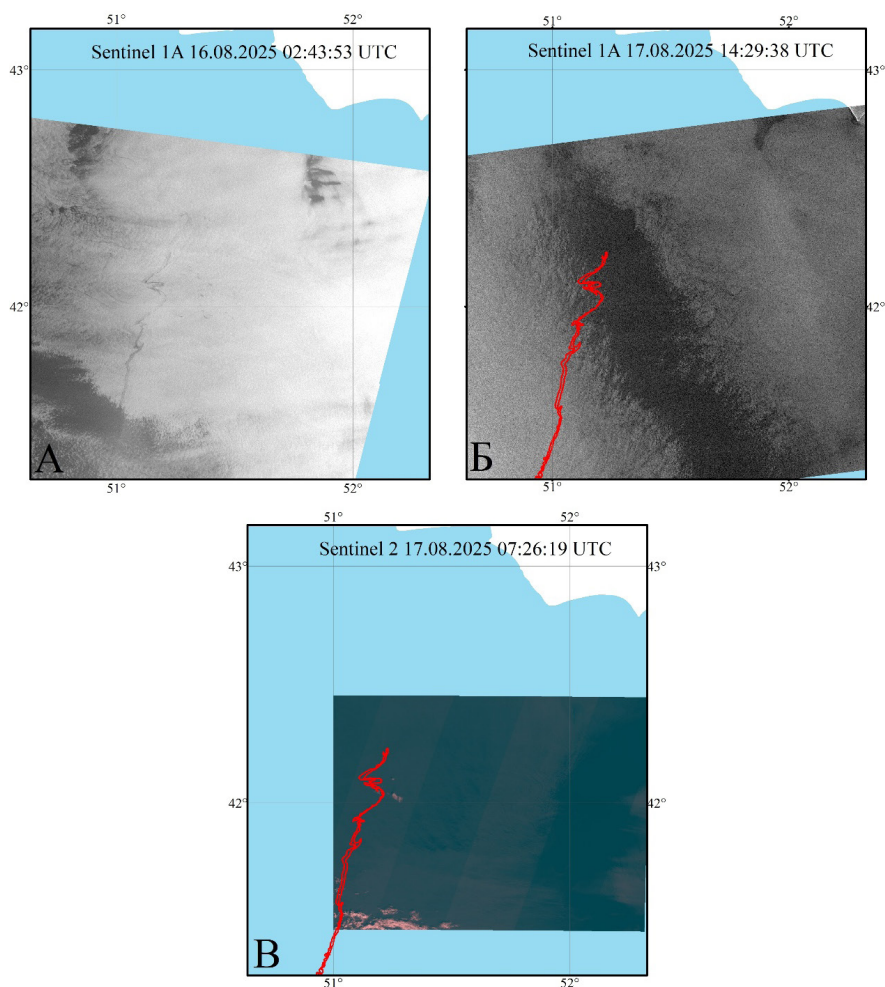 51° 52°
Sentinel 1A 16.08.2025 02:43:53 UTC
43°
42°
А
51° 52°
51° 52°
Sentinel 1A 17.08.2025 14:29:38 UTC
43°
42° 42°
Б
51° 52°
51° 52°
Sentinel 2 17.08.2025 07:26:19 UTC
43° 43°
42° 42°
В
51° 52°